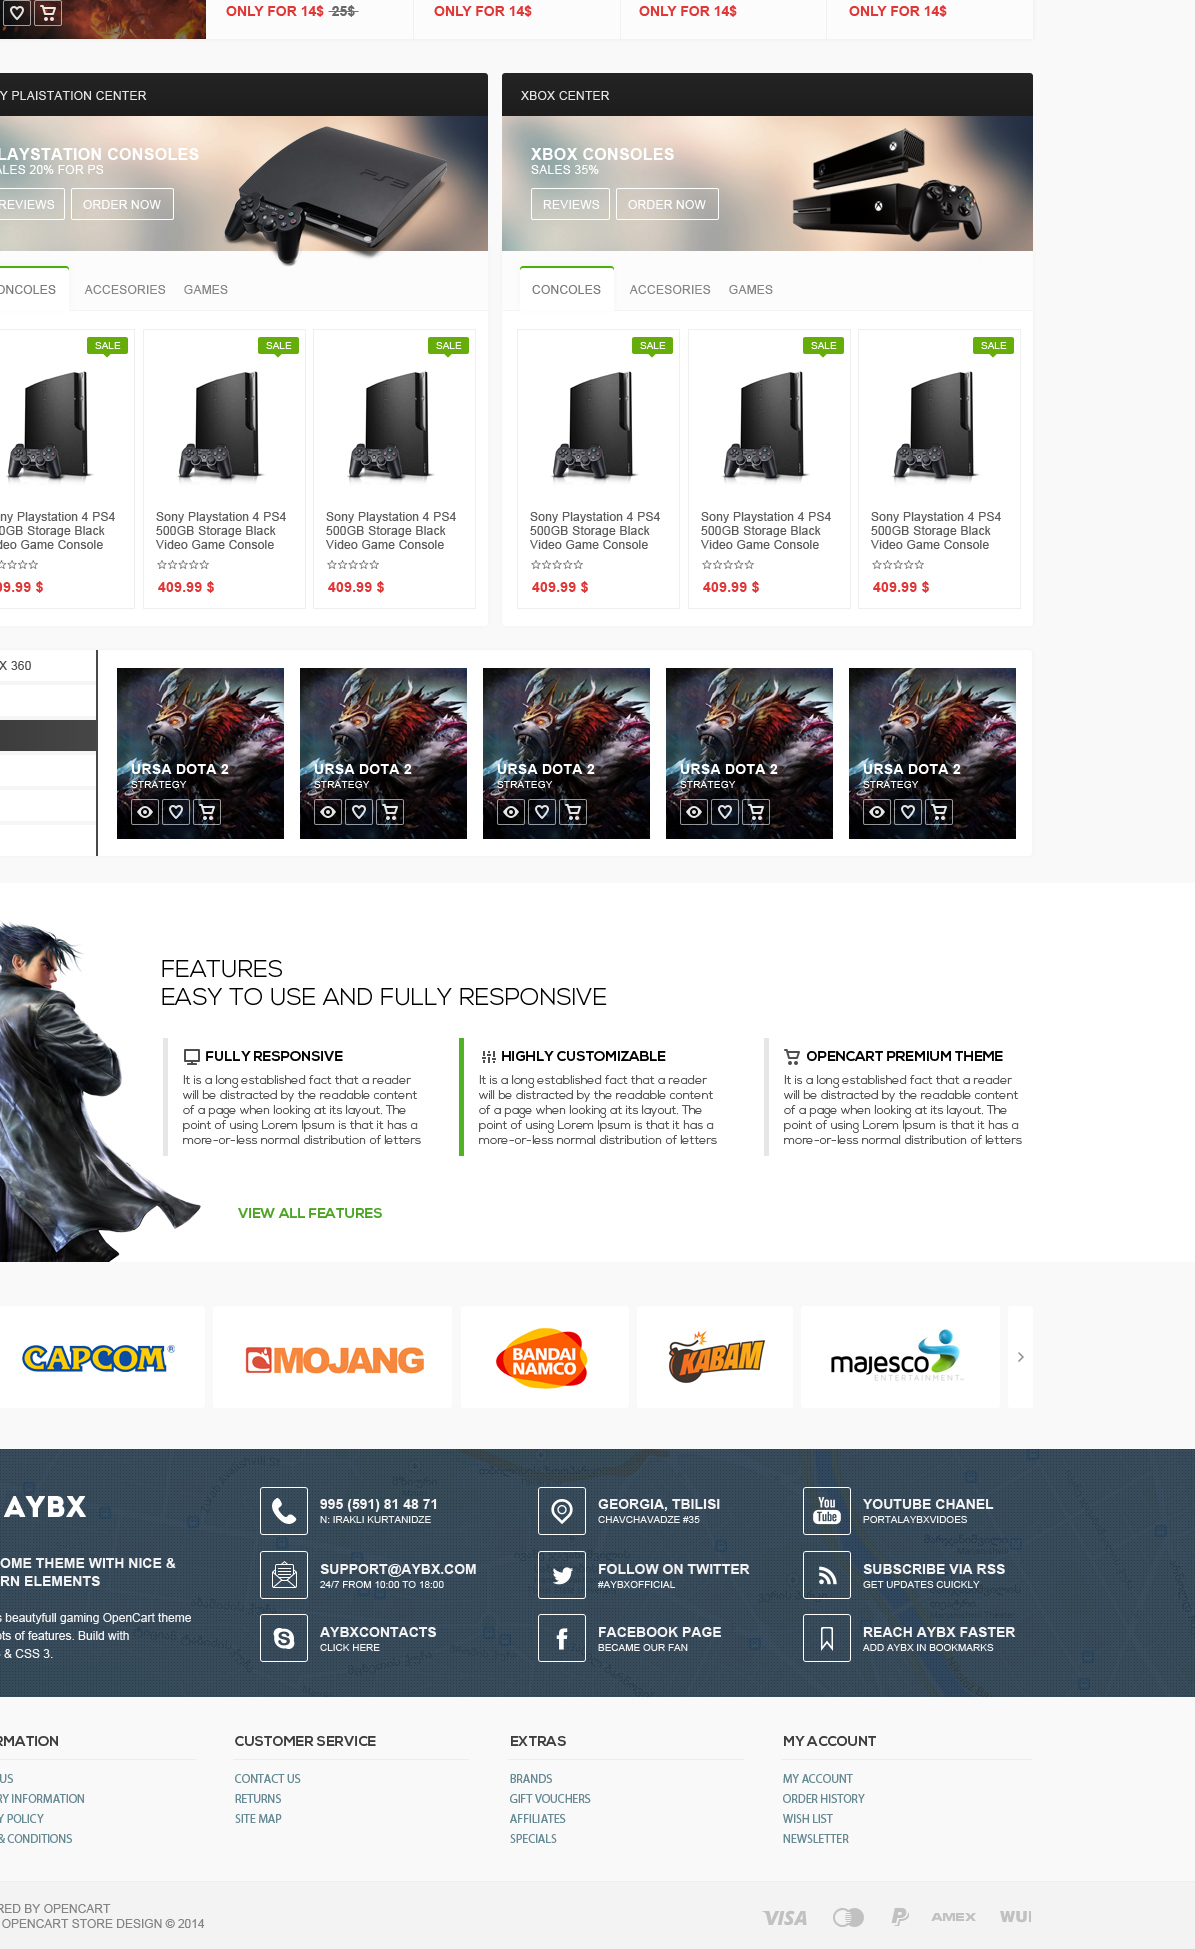 ONLY FOR 14$ 25$
ONLY FOR 14$
ONLY FOR 14$
ONLY FOR 14$
Y PLAISTATION CENTER
LAYSTATION CONSOLES
ALES 20% FOR PS
REVIEWS
ORDER NOW
PS3
XBOX CENTER
XBOX CONSOLES
SALES 35%
REVIEWS
ORDER NOW
ONCOLES
ACCESORIES
GAMES
CONCOLES
ACCESORIES
GAMES
SALE
ny Playstation 4 PS4
0GB Storage Black
deo Game Console
09.99 $
SALE
Sony Playstation 4 PS4
500GB Storage Black
Video Game Console
409.99 $
SALE
Sony Playstation 4 PS4
500GB Storage Black
Video Game Console
409.99 $
SALE
Sony Playstation 4 PS4
500GB Storage Black
Video Game Console
409.99 $
SALE
Sony Playstation 4 PS4
500GB Storage Black
Video Game Console
409.99 $
SALE
Sony Playstation 4 PS4
500GB Storage Black
Video Game Console
409.99 $
X 360
URSA DOTA 2
STRATEGY
URSA DOTA 2
STRATEGY
URSA DOTA 2
STRATEGY
URSA DOTA 2
STRATEGY
URSA DOTA 2
STRATEGY
FEATURES
EASY TO USE AND FULLY RESPONSIVE
FULLY RESPONSIVE
It is a long established fact that a reader
will be distracted by the readable content
of a page when looking at its layout. The
point of using Lorem Ipsum is that it has a
more-or-less normal distribution of letters
HIGHLY CUSTOMIZABLE
It is a long established fact that a reader
will be distracted by the readable content
of a page when looking at its layout. The
point of using Lorem Ipsum is that it has a
more-or-less normal distribution of letters
OPENCART PREMIUM THEME
It is a long established fact that a reader
will be distracted by the readable content
of a page when looking at its layout. The
point of using Lorem Ipsum is that it has a
more-or-less normal distribution of letters
VIEW ALL FEATURES
CAPCOM®
MOJANG
BANDAI
NAMCO
KABAM
majesco
ENTERTAINMENT
AYBX
OME THEME WITH NICE &
RN ELEMENTS
s beautyfull gaming OpenCart theme
ots of features. Build with
& CSS 3.
995 (591) 81 48 71
N: IRAKLI KURTANIDZE
SUPPORT@AYBX.COM
24/7 FROM 10:00 TO 18:00
AYBXCONTACTS
CLICK HERE
GEORGIA, TBILISI
CHAVCHAVADZE #35
FOLLOW ON TWITTER
#AYBXOFFICIAL
FACEBOOK PAGE
BECAME OUR FAN
You
Tube
YOUTUBE CHANEL
PORTALAYBXVIDOES
SUBSCRIBE VIA RSS
GET UPDATES CUICKLY
REACH AYBX FASTER
ADD AYBX IN BOOKMARKS
RMATION
US
RY INFORMATION
Y POLICY
& CONDITIONS
CUSTOMER SERVICE
CONTACT US
RETURNS
SITE MAP
EXTRAS
BRANDS
GIFT VOUCHERS
AFFILIATES
SPECIALS
MY ACCOUNT
MY ACCOUNT
ORDER HISTORY
WISH LIST
NEWSLETTER
RED BY OPENCART
OPENCART STORE DESIGN © 2014
VISA
AMEX
WU